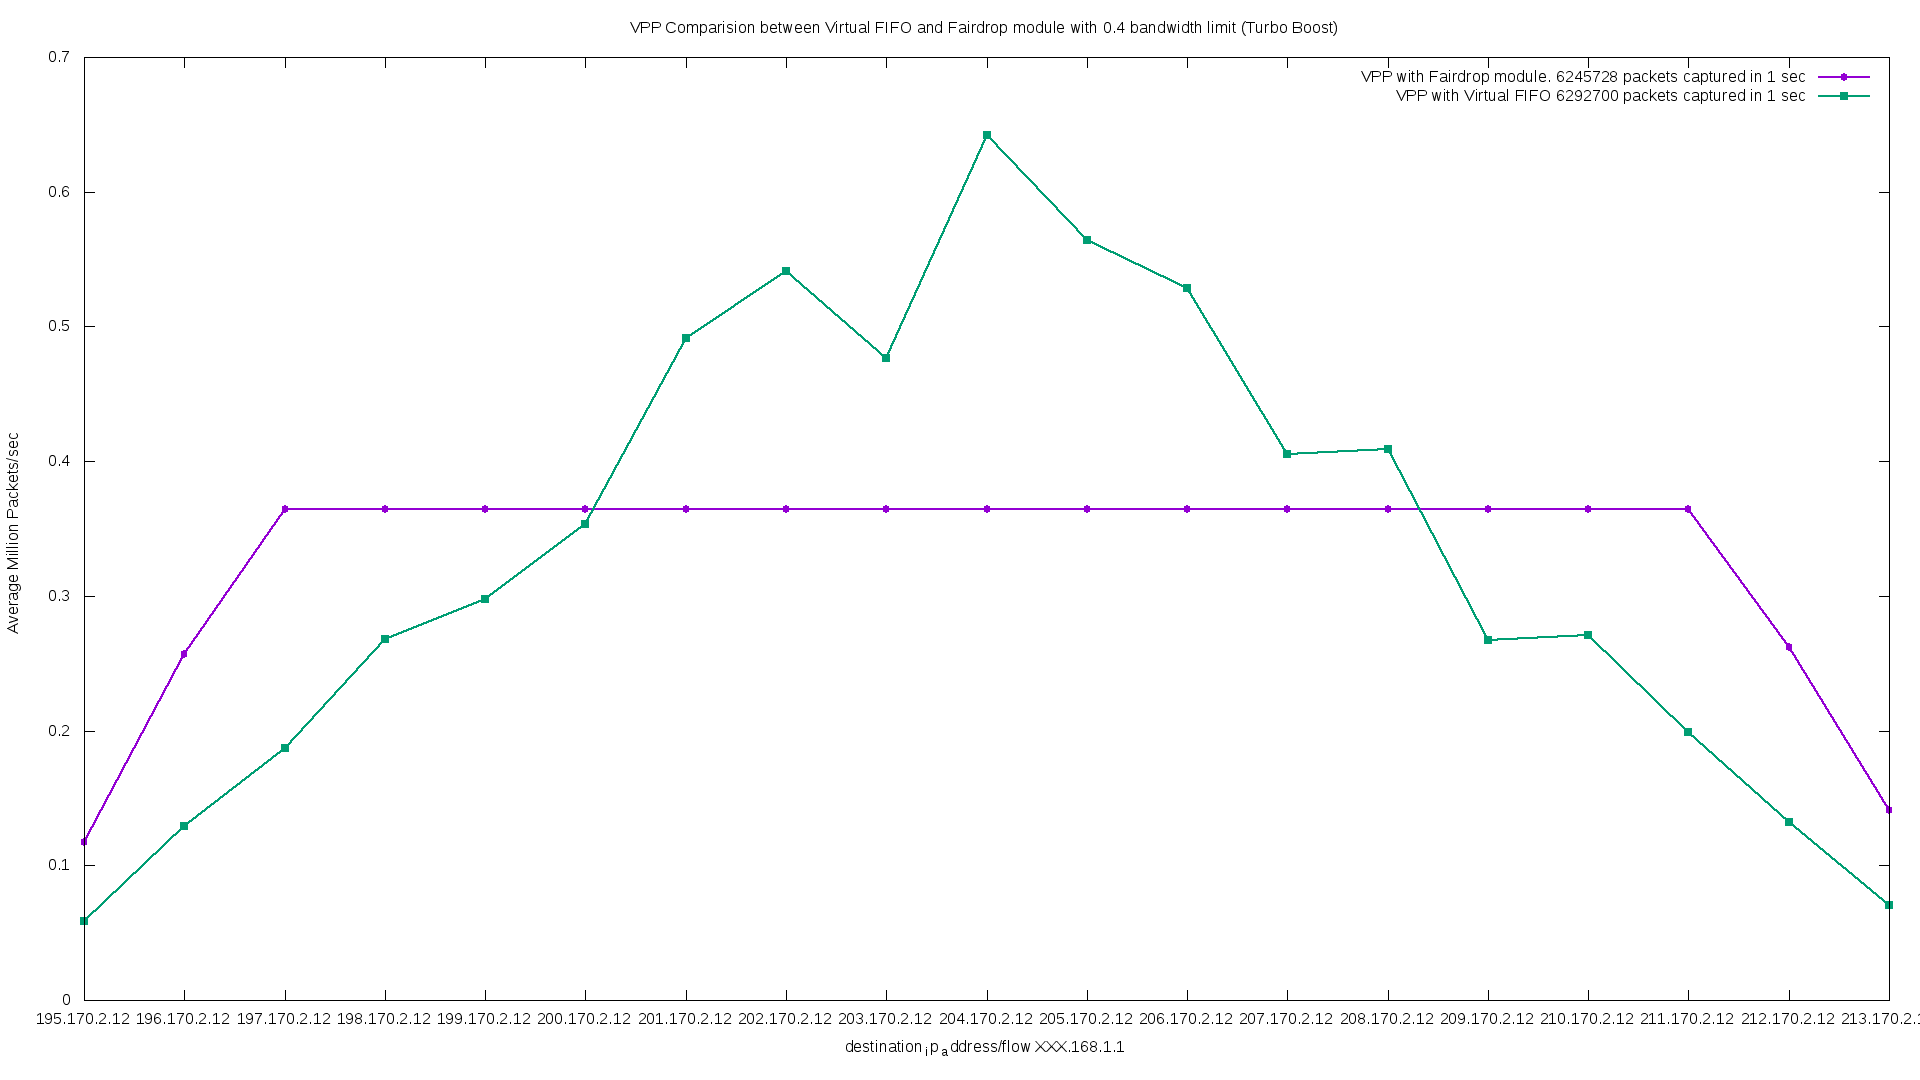 VPP Comparision between Virtual FIFO and Fairdrop module with 0.4 bandwidth limit (Turbo Boost)
VPP with Fairdrop module. 6245728 packets captured in 1 sec
VPP with Virtual FIFO 6292700 packets captured in 1 sec
Average Million Packets/sec
0.7
0.6
0.5
0.4
0.3
0.2
0.1
0
195.170.2.12 196.170.2.12 197.170.2.12 198.170.2.12 199.170.2.12 200.170.2.12 201.170.2.12 202.170.2.12 203.170.2.12 204.170.2.12 205.170.2.12 206.170.2.12 207.170.2.12 208.170.2.12 209.170.2.12 210.170.2.12 211.170.2.12 212.170.2.12 213.170.2.1
destination ip address/flow XXX.168.1.1